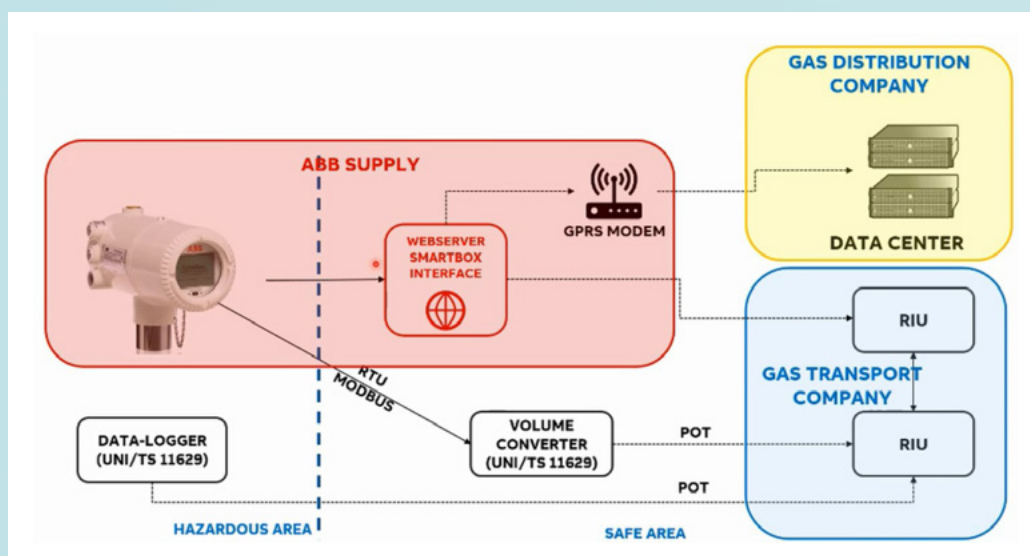 GAS DISTRIBUTION
COMPANY
DATA CENTER
ABB SUPPLY
ABB
WEBSERVER
SMARTBOX
INTERFACE
GPRS MODEM
RIU
GAS TRANSPORT
COMPANY
RIU
RTU
MODBUS
VOLUME
CONVERTER
(UNI/TS 11629)
POT
DATA-LOGGER
(UNI/TS 11629)
POT
HAZARDOUS AREA
SAFE AREA